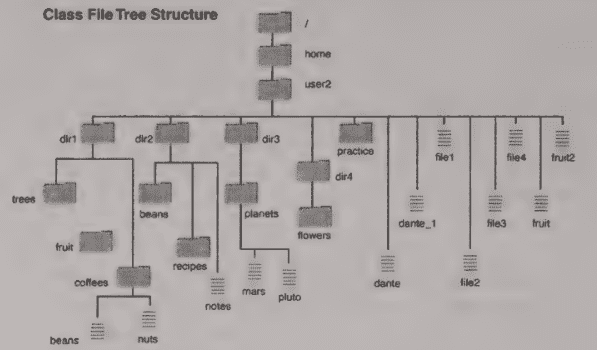 Class File Tree Structure
/
home
user2
dir1
dir2
dir3
practice
file1
file4
fruit2
dir4
trees
beans
planets
dante_1
file3
fruit
flowers
fruit
recipes
coffees
notes
mars
pluto
dante
file2
beans
nuts